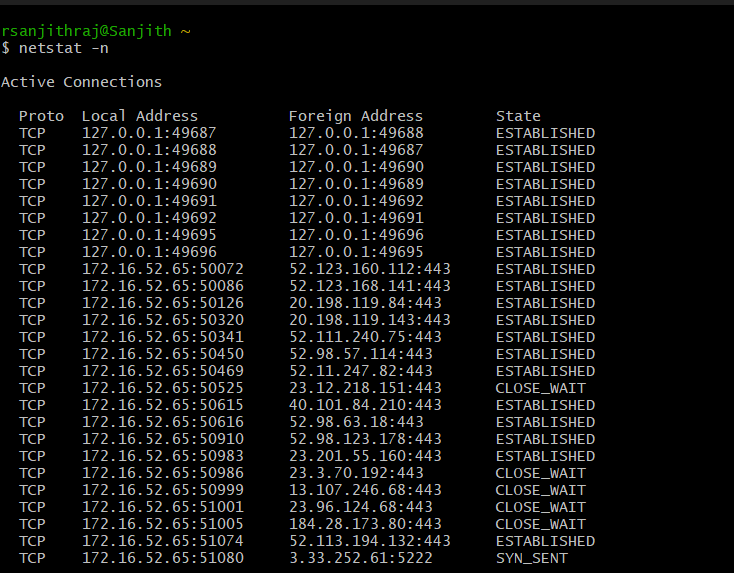 rsanjithraj@Sanjith ~
$ netstat -n
Active Connections
Proto  Local Address          Foreign Address        State
TCP    127.0.0.1:49687        127.0.0.1:49688        ESTABLISHED
TCP    127.0.0.1:49688        127.0.0.1:49687        ESTABLISHED
TCP    127.0.0.1:49689        127.0.0.1:49690        ESTABLISHED
TCP    127.0.0.1:49690        127.0.0.1:49689        ESTABLISHED
TCP    127.0.0.1:49691        127.0.0.1:49692        ESTABLISHED
TCP    127.0.0.1:49692        127.0.0.1:49691        ESTABLISHED
TCP    127.0.0.1:49695        127.0.0.1:49696        ESTABLISHED
TCP    127.0.0.1:49696        127.0.0.1:49695        ESTABLISHED
TCP    172.16.52.65:50072     52.123.160.112:443     ESTABLISHED
TCP    172.16.52.65:50086     52.123.168.141:443     ESTABLISHED
TCP    172.16.52.65:50126     20.198.119.84:443      ESTABLISHED
TCP    172.16.52.65:50320     20.198.119.143:443     ESTABLISHED
TCP    172.16.52.65:50341     52.111.240.75:443      ESTABLISHED
TCP    172.16.52.65:50450     52.98.57.114:443       ESTABLISHED
TCP    172.16.52.65:50469     52.11.247.82:443       ESTABLISHED
TCP    172.16.52.65:50525     23.12.218.151:443      CLOSE_WAIT
TCP    172.16.52.65:50615     40.101.84.210:443      ESTABLISHED
TCP    172.16.52.65:50616     52.98.63.18:443        ESTABLISHED
TCP    172.16.52.65:50910     52.98.123.178:443      ESTABLISHED
TCP    172.16.52.65:50983     23.201.55.160:443      ESTABLISHED
TCP    172.16.52.65:50986     23.3.70.192:443        CLOSE_WAIT
TCP    172.16.52.65:50999     13.107.246.68:443      CLOSE_WAIT
TCP    172.16.52.65:51001     23.96.124.68:443       CLOSE_WAIT
TCP    172.16.52.65:51005     184.28.173.80:443      CLOSE_WAIT
TCP    172.16.52.65:51074     52.113.194.132:443     ESTABLISHED
TCP    172.16.52.65:51080     3.33.252.61:5222       SYN_SENT